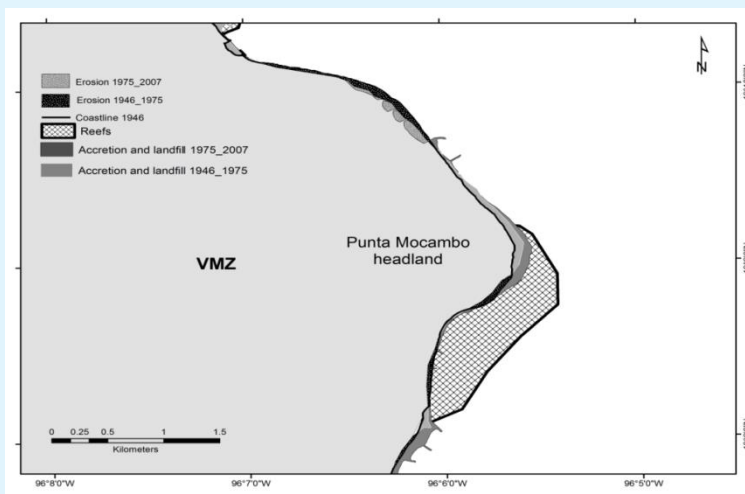 N
Erosion 1975_2007
Erosion 1946_1975
Coastline 1946
Reefs
Accretion and landfill 1975_2007
Accretion and landfill 1946_1975
Punta Mocambo
headland
VMZ
0 0.25 0.5 1 1.5
Kilometers
96°8'0"W 96°7'0"W 96°6'0"W 96°5'0"W